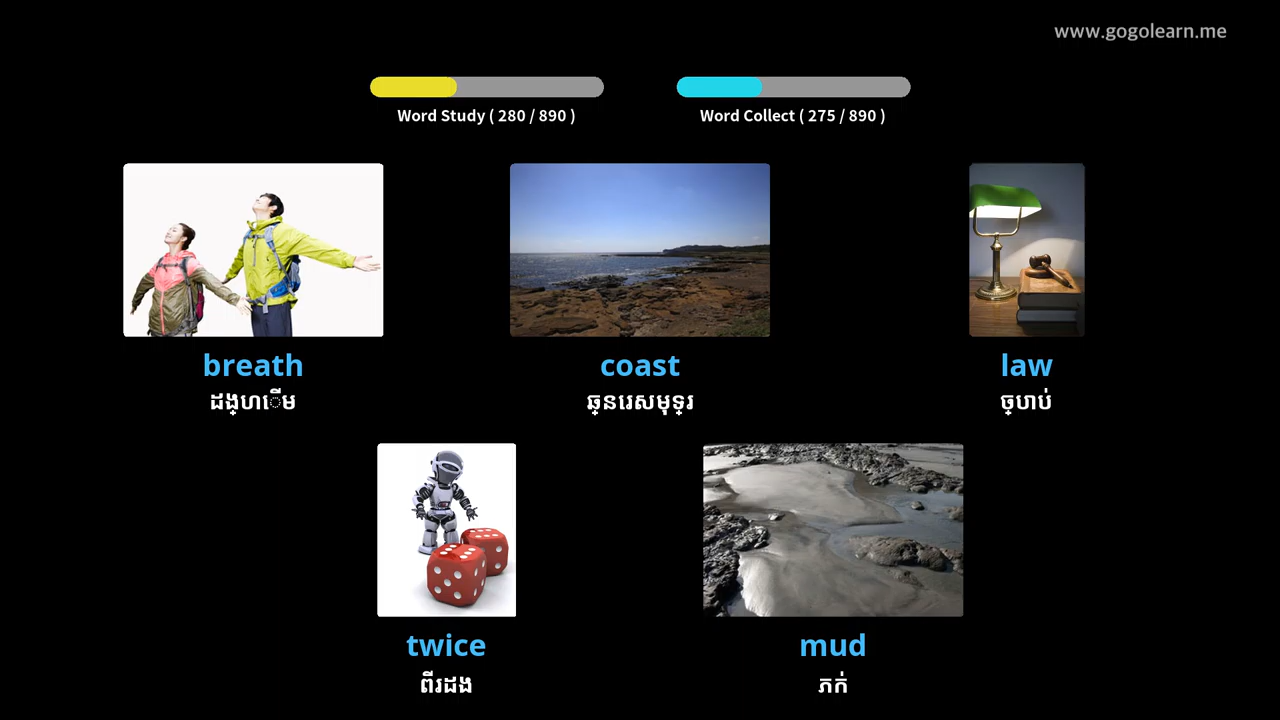 www.gogolearn.me
Word Study ( 280 / 890 )
Word Collect ( 275 / 890 )
breath
coast
law
ដង្ហើម
ឆ្នេរសមុទ្រ
ច្បាប់
twice
mud
ពីរដង
ភក់